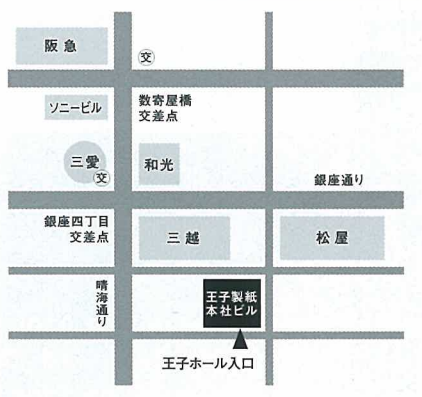 阪急
交
ソニービル
数寄屋橋
交差点
三愛
交
和光
銀座通り
銀座四丁目
交差点
三越
松屋
晴海通り
王子製紙
本社ビル
王子ホール入口